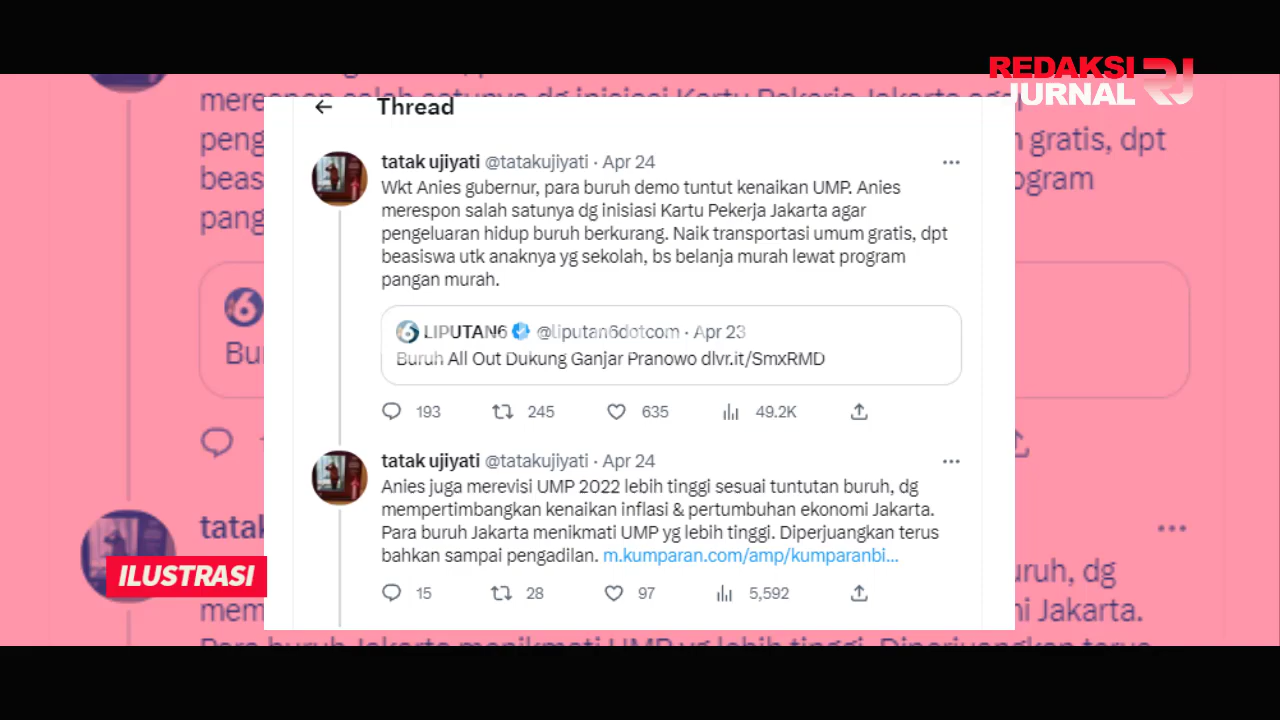 REDAKSI
JURNAL
RJ
Thread
tatak ujiyati @tatakujiyati · Apr 24
Wkt Anies gubernur, para buruh demo tuntut kenaikan UMP. Anies
merespon salah satunya dg inisiasi Kartu Pekerja Jakarta agar
pengeluaran hidup buruh berkurang. Naik transportasi umum gratis, dpt
beasiswa utk anaknya yg sekolah, bs belanja murah lewat program
pangan murah.
LIPUTAN6 @liputan6dotcom · Apr 23
Buruh All Out Dukung Ganjar Pranowo dlvr.it/SmxRMD
193 245 635 49.2K
tatak ujiyati @tatakujiyati · Apr 24
Anies juga merevisi UMP 2022 lebih tinggi sesuai tuntutan buruh, dg
mempertimbangkan kenaikan inflasi & pertumbuhan ekonomi Jakarta.
Para buruh Jakarta menikmati UMP yg lebih tinggi. Diperjuangkan terus
bahkan sampai pengadilan. m.kumparan.com/amp/kumparanbi...
15 28 97 5,592
ILUSTRASI